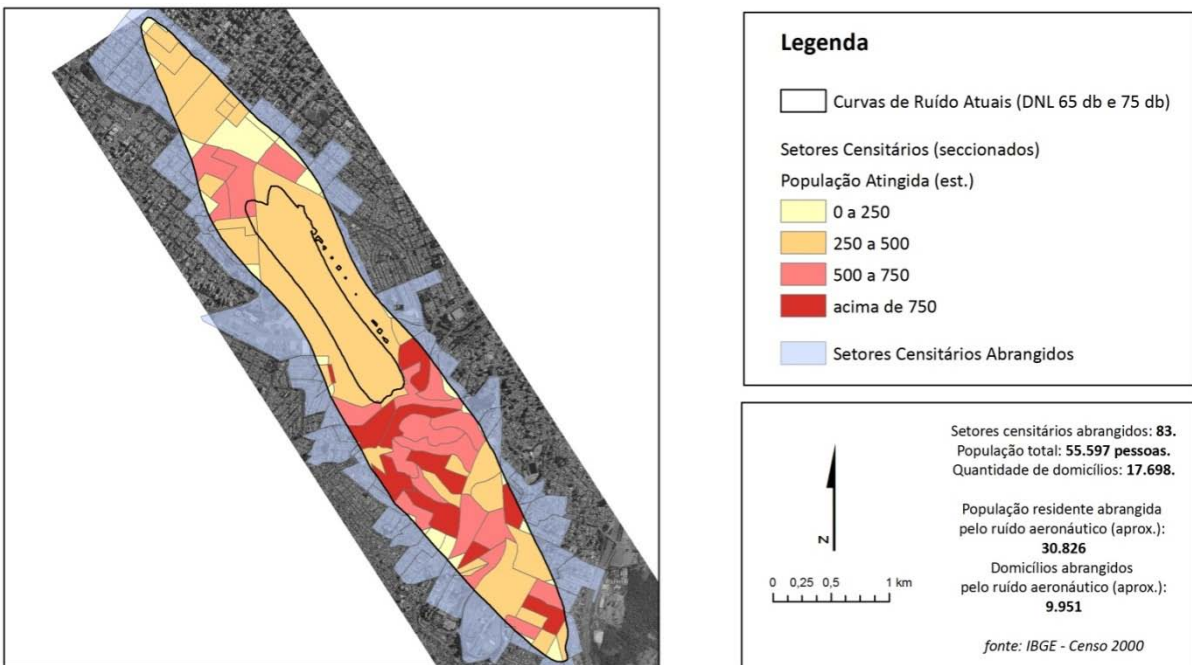 Legenda
Curvas de Ruído Atuais (DNL 65 db e 75 db)
Setores Censitários (seccionados)
População Atingida (est.)
0 a 250
250 a 500
500 a 750
acima de 750
Setores Censitários Abrangidos
Setores censitários abrangidos: 83.
População total: 55.597 pessoas.
Quantidade de domicílios: 17.698.
População residente abrangida
pelo ruído aeronáutico (aprox.):
30.826
Domicílios abrangidos
pelo ruído aeronáutico (aprox.):
9.951
fonte: IBGE - Censo 2000
N
0 0,25 0,5 1 km